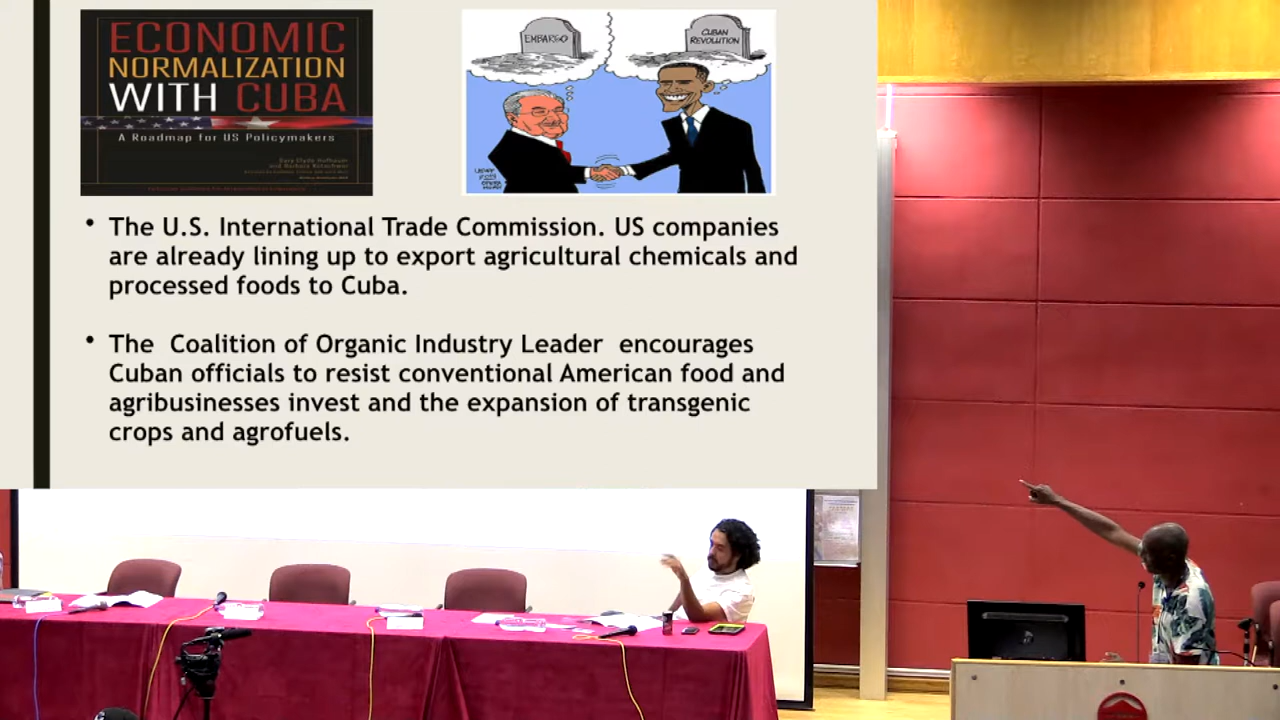 ECONOMIC
NORMALIZATION
WITH CUBA
A Roadmap for US Policymakers
EMBARGO
CUBAN
REVOLUTION
• The U.S. International Trade Commission. US companies
are already lining up to export agricultural chemicals and
processed foods to Cuba.
• The Coalition of Organic Industry Leader encourages
Cuban officials to resist conventional American food and
agribusinesses invest and the expansion of transgenic
crops and agrofuels.